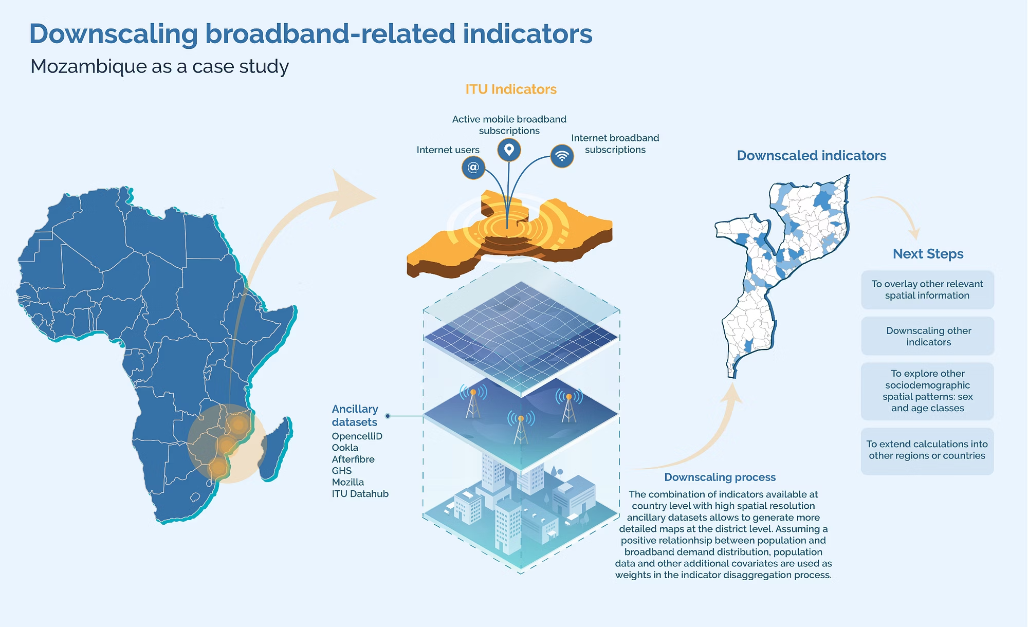 Downscaling broadband-related indicators
Mozambique as a case study
ITU Indicators
Active mobile broadband
subscriptions
Internet users
@
Internet broadband
subscriptions
Ancillary
datasets
OpencellID
Ookla
Afterfibre
GHS
Mozilla
ITU Datahub
Downscaling process
The combination of indicators available at
country level with high spatial resolution
ancillary datasets allows to generate more
detailed maps at the district level. Assuming a
positive relationhsip between population and
broadband demand distribution, population
data and other additional covariates are used as
weights in the indicator disaggregation process.
Downscaled indicators
Next Steps
To overlay other relevant
spatial information
Downscaling other
indicators
To explore other
sociodemographic
spatial patterns: sex
and age classes
To extend calculations into
other regions or countries